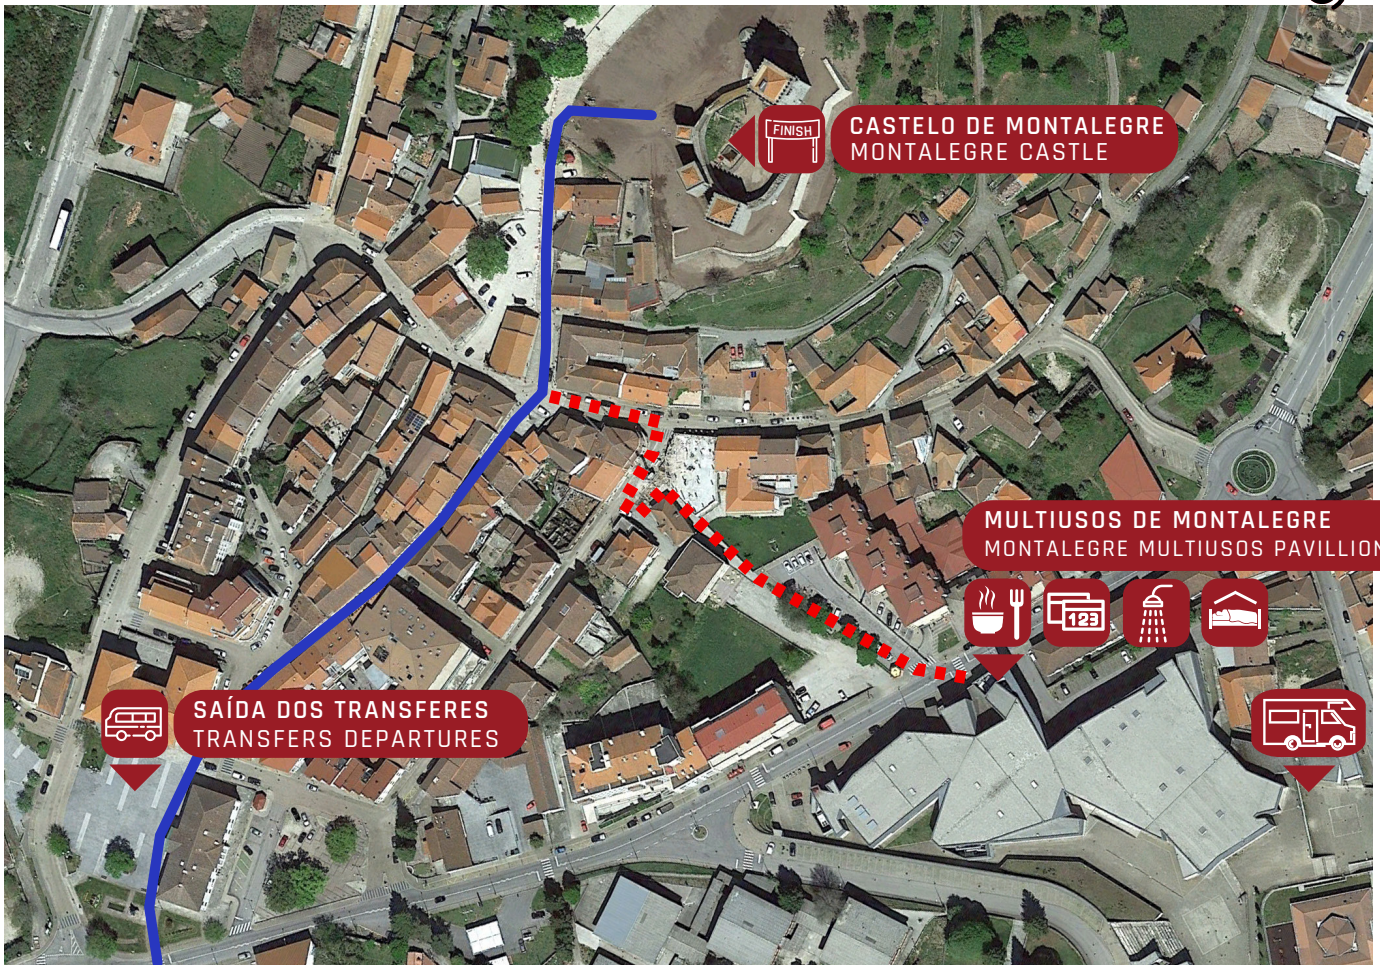 FINISH
CASTELO DE MONTALEGRE
MONTALEGRE CASTLE
MULTIUSOS DE MONTALEGRE
MONTALEGRE MULTIUSOS PAVILLION
123
SAÍDA DOS TRANSFERES
TRANSFERS DEPARTURES